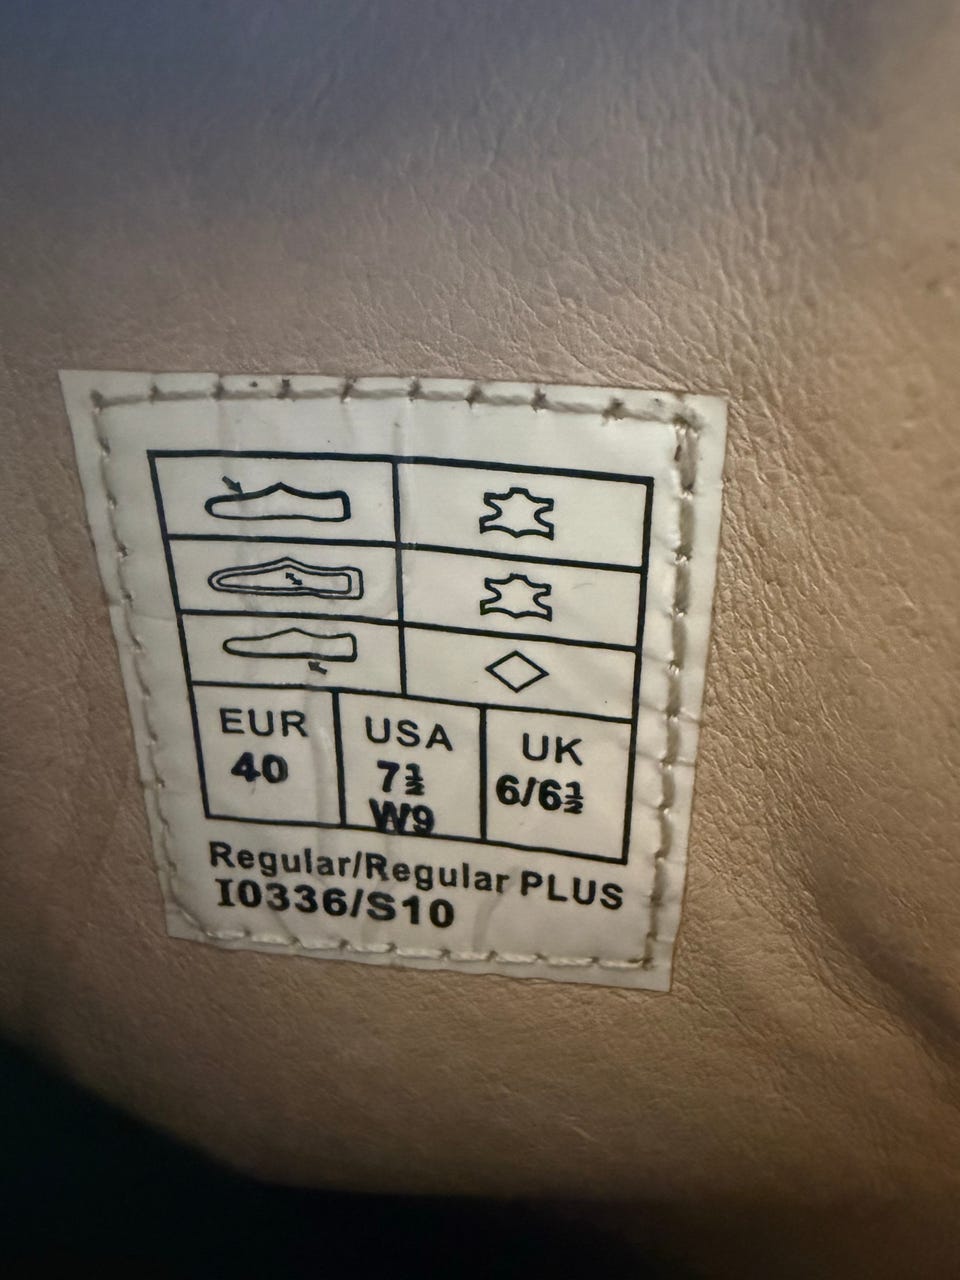 EUR USA UK
40 7½ 6/6½
W9
Regular/Regular PLUS
I0336/S10